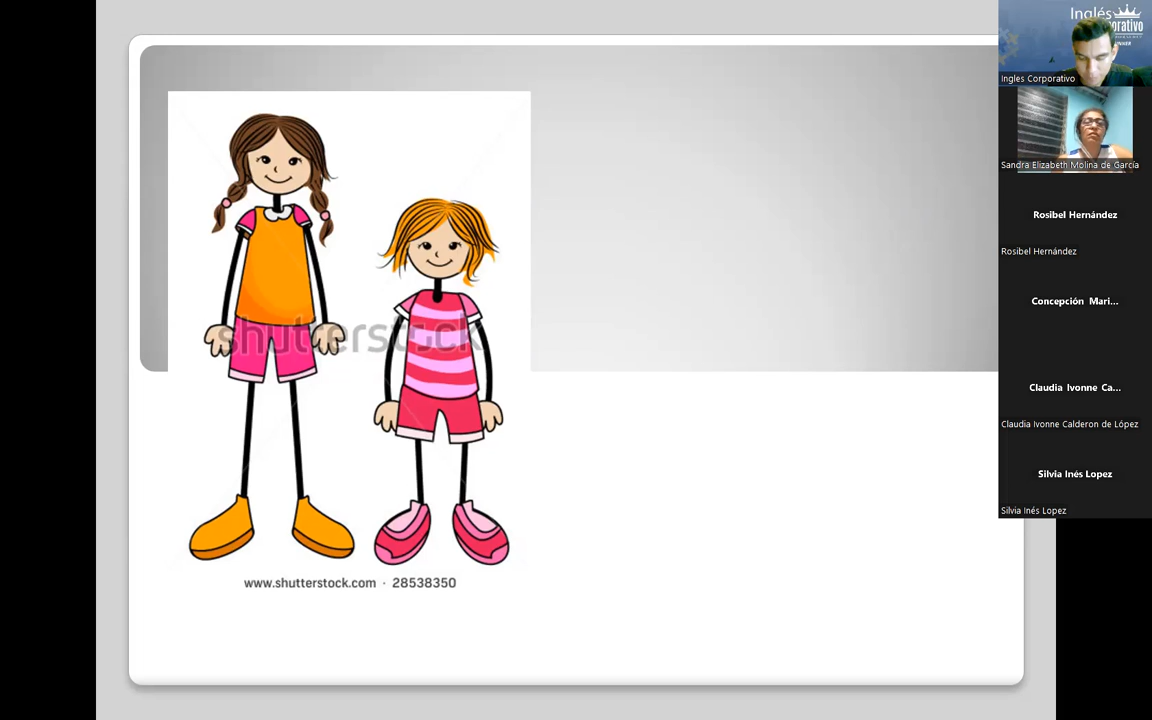 shutterstock
www.shutterstock.com · 28538350
Inglés
Ingles Corporativo
Sandra Elizabeth Molina de García
Rosibel Hernández
Rosibel Hernández
Concepción Mari...
Claudia Ivonne Ca...
Claudia Ivonne Calderon de López
Silvia Inés Lopez
Silvia Inés Lopez